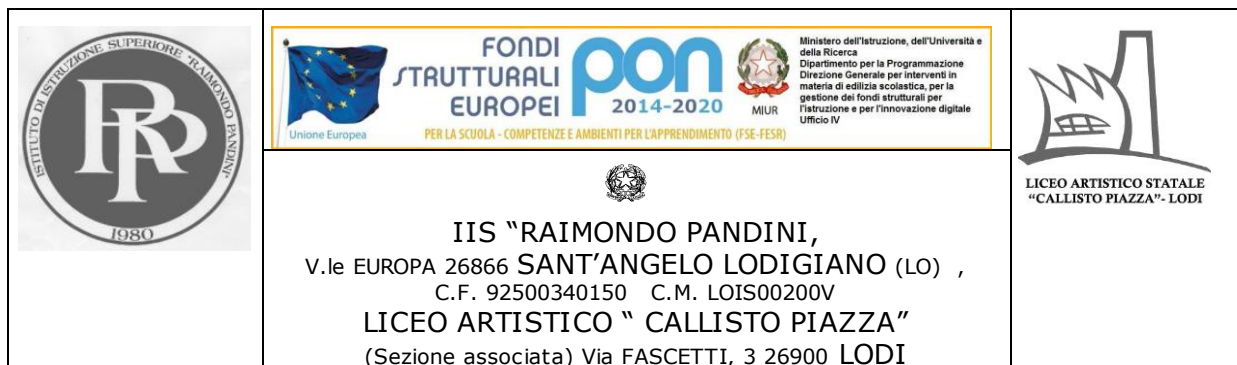 ISTITUTO DI ISTRUZIONE SUPERIORE "RAIMONDO PANDINI"
RP
1980
Unione Europea
FONDI
STRUTTURALI
EUROPEI
pon
2014-2020
MIUR
Ministero dell'Istruzione, dell'Università e
della Ricerca
Dipartimento per la Programmazione
Direzione Generale per interventi in
materia di edilizia scolastica, per la
gestione dei fondi strutturali per
l'istruzione e per l'innovazione digitale
Ufficio IV
PER LA SCUOLA - COMPETENZE E AMBIENTI PER L'APPRENDIMENTO (FSE-FESR)
LICEO ARTISTICO STATALE
"CALLISTO PIAZZA"- LODI
IIS “RAIMONDO PANDINI,
V.le EUROPA 26866 SANT’ANGELO LODIGIANO (LO) ,
C.F. 92500340150 C.M. LOIS00200V
LICEO ARTISTICO “ CALLISTO PIAZZA”
(Sezione associata) Via FASCETTI, 3 26900 LODI